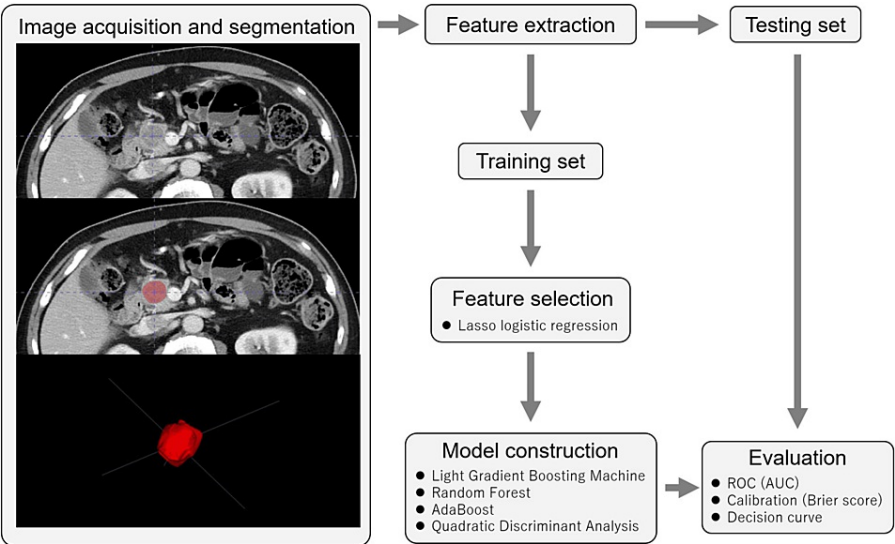 Image acquisition and segmentation
Feature extraction
Testing set
Training set
Feature selection
● Lasso logistic regression
Model construction
● Light Gradient Boosting Machine
● Random Forest
● AdaBoost
● Quadratic Discriminant Analysis
Evaluation
● ROC (AUC)
● Calibration (Brier score)
● Decision curve